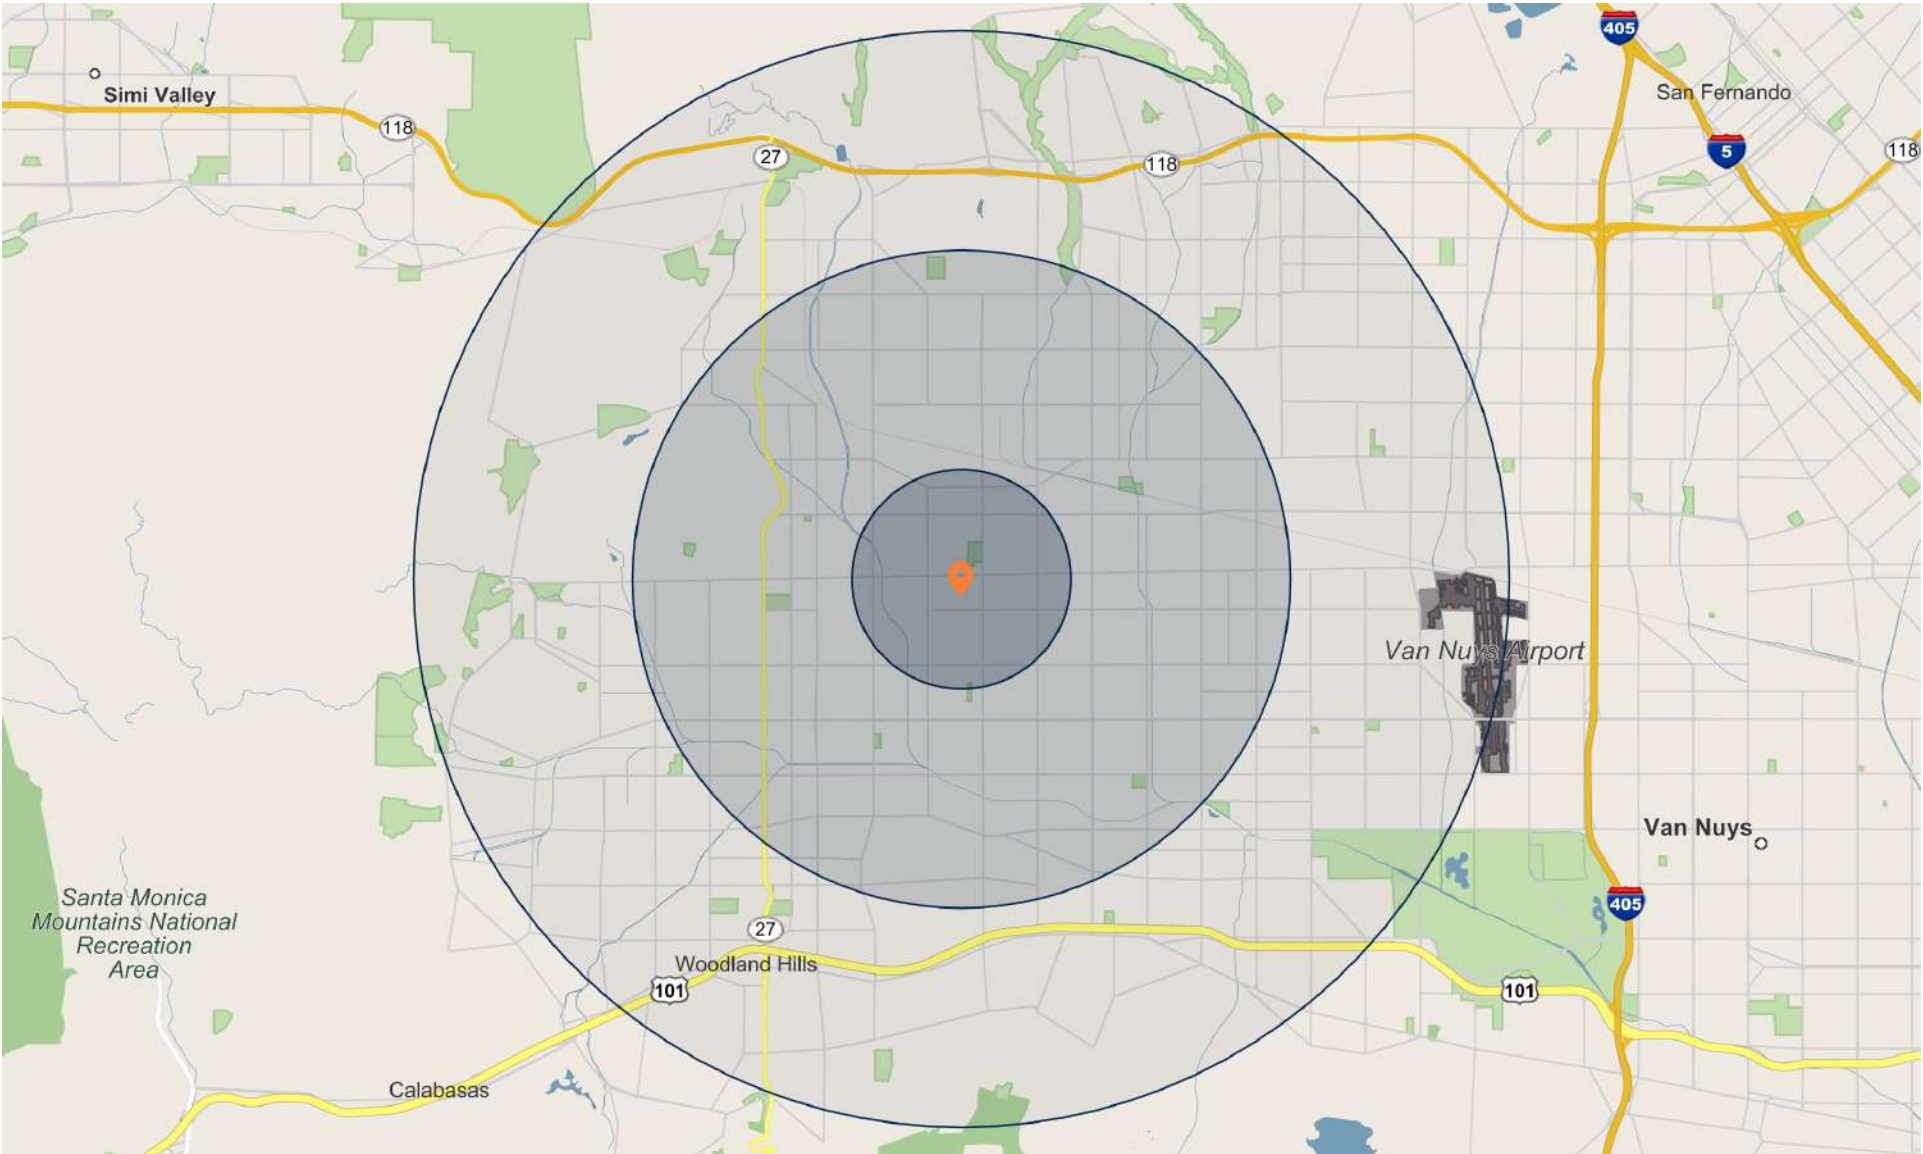 405
San Fernando
Simi Valley
118
27
118
5
118
Van Nuys Airport
Van Nuys
Santa Monica
Mountains National
Recreation
Area
405
27
Woodland Hills
101
101
Calabasas